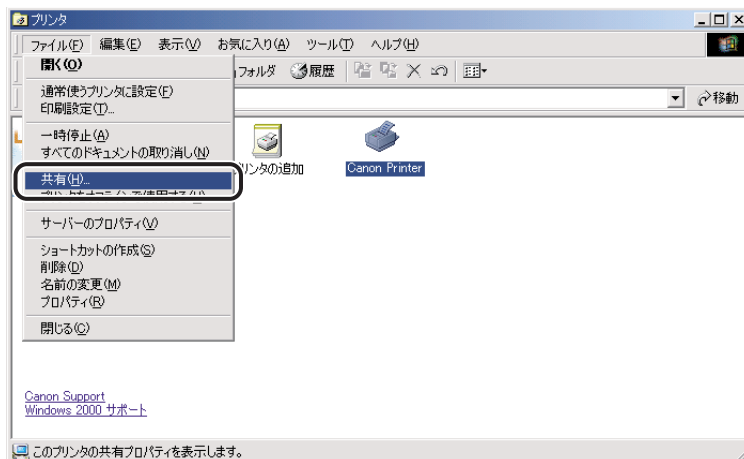 プリンタ
ファイル(F) 編集(E) 表示(V) お気に入り(A) ツール(T) ヘルプ(H)
開く(O)
フォルダ 履歴
通常使うプリンタに設定(F)
移動
印刷設定(T)...
一時停止(A)
すべてのドキュメントの取り消し(N)
プリンタの追加 Canon Printer
共有(H)...
サーバーのプロパティ(V)
ショートカットの作成(S)
削除(D)
名前の変更(M)
プロパティ(R)
閉じる(C)
Canon Support
Windows 2000 サポート
このプリンタの共有プロパティを表示します。